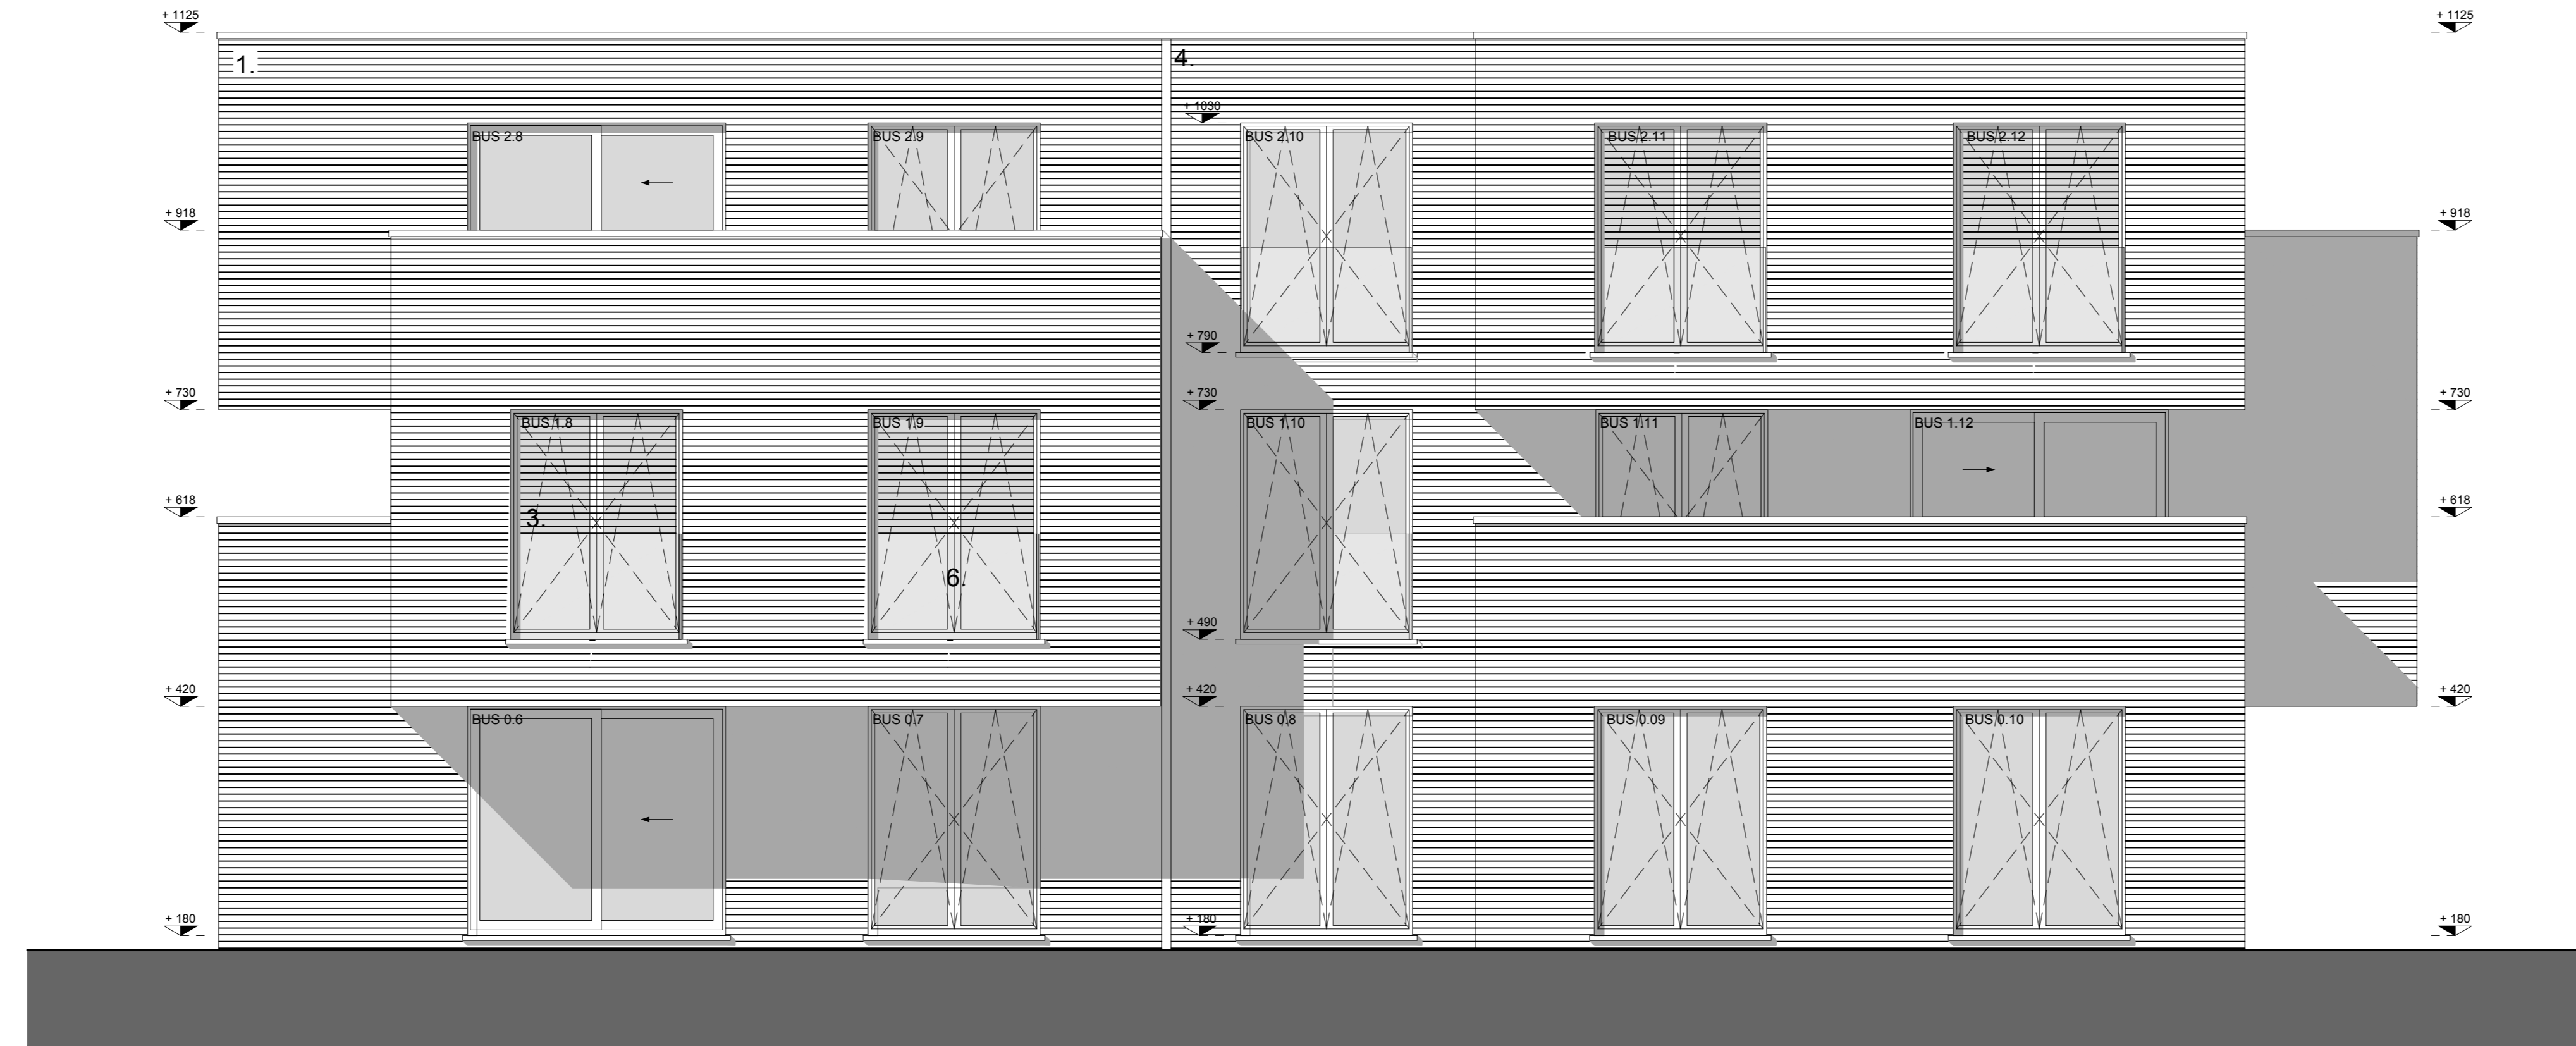 + 1125
+ 1125
1.
4.
+ 1030
BUS 2.8
BUS 2.9
BUS 2.10
BUS 2.11
BUS 2.12
+ 918
+ 918
+ 790
+ 730
+ 730
+ 730
BUS 1.8
BUS 1.9
BUS 1.10
BUS 1.11
BUS 1.12
+ 618
+ 618
3.
6.
+ 490
+ 420
+ 420
+ 420
BUS 0.6
BUS 0.7
BUS 0.8
BUS 0.09
BUS 0.10
+ 180
+ 180
+ 180